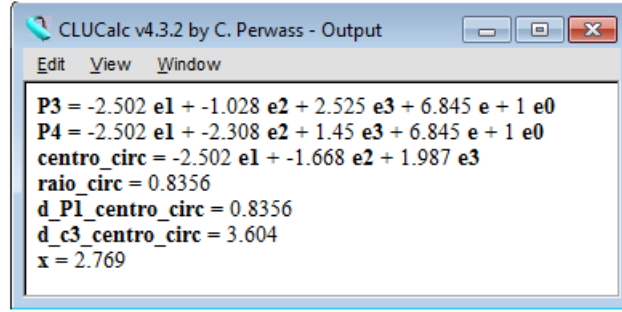 CLUCalc v4.3.2 by C. Perwass - Output
Edit View Window
P3 = -2.502 e1 + -1.028 e2 + 2.525 e3 + 6.845 e + 1 e0
P4 = -2.502 e1 + -2.308 e2 + 1.45 e3 + 6.845 e + 1 e0
centro_circ = -2.502 e1 + -1.668 e2 + 1.987 e3
raio_circ = 0.8356
d_P1_centro_circ = 0.8356
d_c3_centro_circ = 3.604
x = 2.769